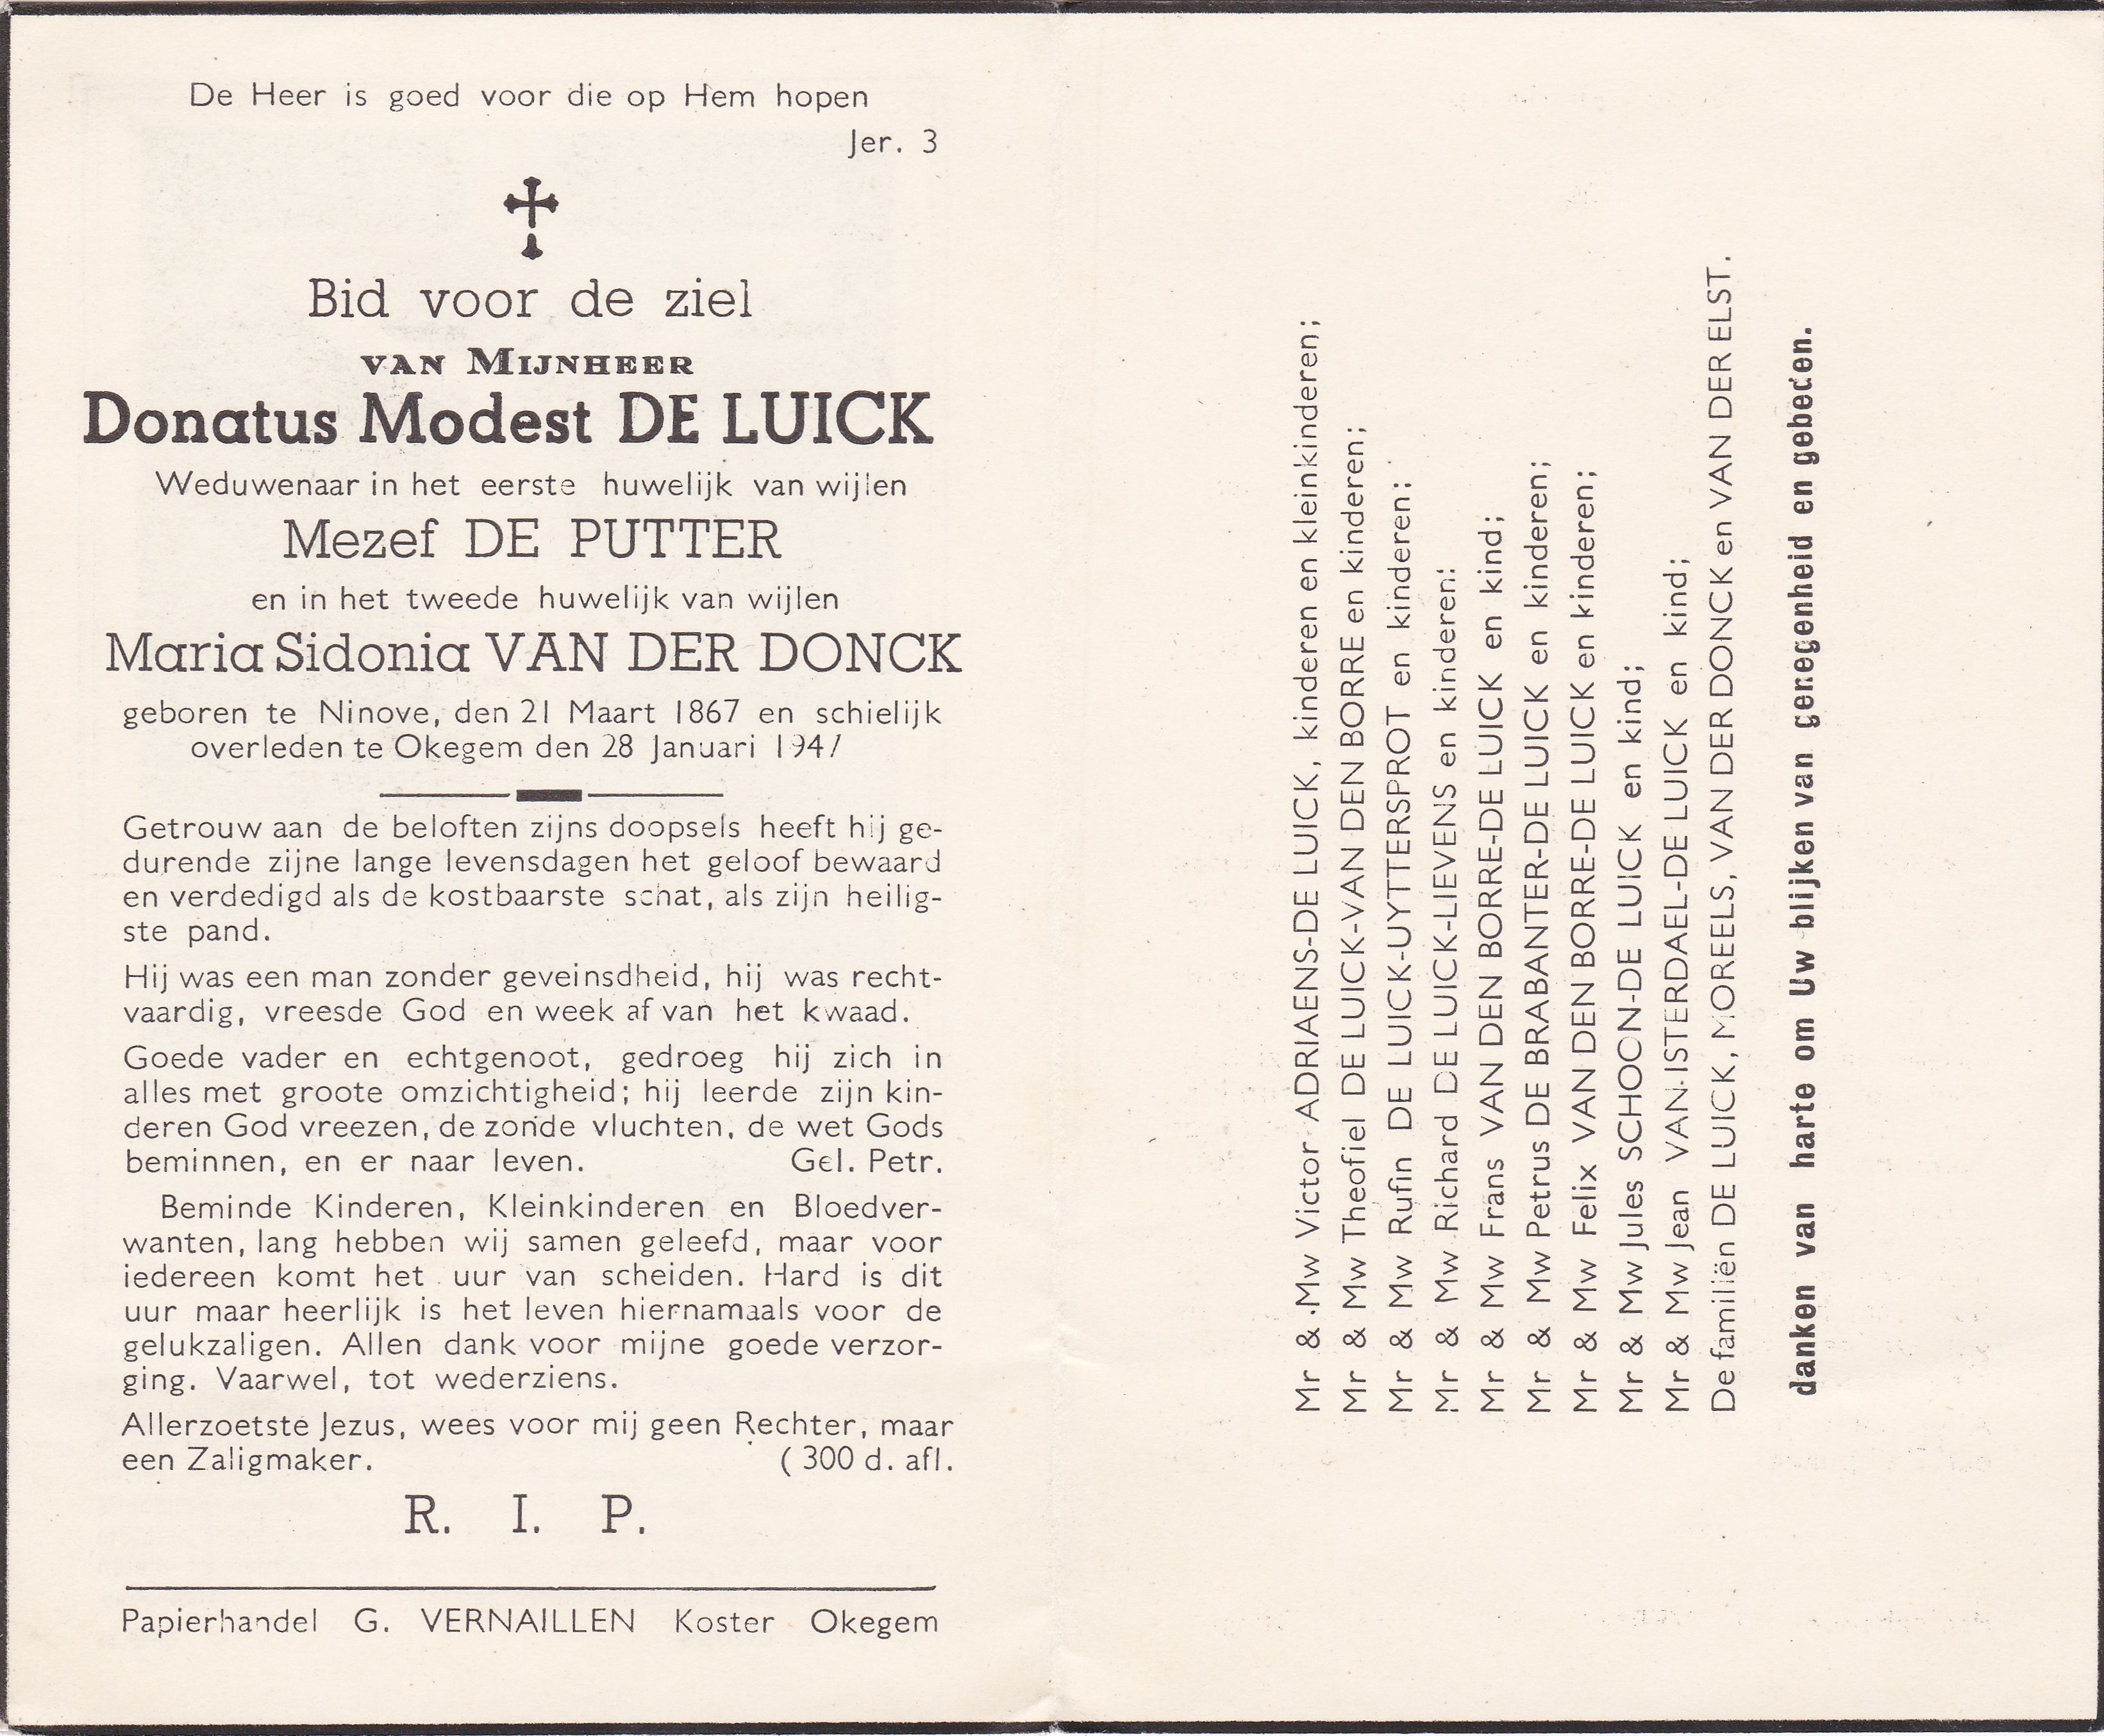 De Heer is goed voor die op Hem hopen
Jer. 3
Bid voor de ziel
VAN MIJNHEER
Donatus Modest DE LUICK
Weduwenaar in het eerste huwelijk van wijlen
Mezef DE PUTTER
en in het tweede huwelijk van wijlen
Maria Sidonia VAN DER DONCK
geboren te Ninove, den 21 Maart 1867 en schielijk
overleden te Okegem den 28 Januari 1947
Getrouw aan de beloften zijns doopsels heeft hij ge-
durende zijne lange levensdagen het geloof bewaard
en verdedigd als de kostbaarste schat, als zijn heilig-
ste pand.
Hij was een man zonder geveinsdheid, hij was recht-
vaardig, vreesde God en week af van het kwaad.
Goede vader en echtgenoot, gedroeg hij zich in
alles met groote omzichtigheid; hij leerde zijn kin-
deren God vreezen, de zonde vluchten, de wet Gods
beminnen, en er naar leven. Gel. Petr.
Beminde Kinderen, Kleinkinderen en Bloedver-
wanten, lang hebben wij samen geleefd, maar voor
iedereen komt het uur van scheiden. Hard is dit
uur maar heerlijk is het leven hiernamaals voor de
gelukzaligen. Allen dank voor mijne goede verzor-
ging. Vaarwel, tot wederziens.
Allerzoetste Jezus, wees voor mij geen Rechter, maar
een Zaligmaker. ( 300 d. afl.
R. I. P.
Papierhandel G. VERNAILLEN Koster Okegem
Mr & Mw Victor ADRIAENS-DE LUICK, kinderen en kleinkinderen;
Mr & Mw Theofiel DE LUICK-VAN DEN BORRE en kinderen;
Mr & Mw Rufin DE LUICK-UYTTERSPROT en kinderen;
Mr & Mw Richard DE LUICK-LIEVENS en kinderen:
Mr & Mw Frans VAN DEN BORRE-DE LUICK en kind;
Mr & Mw Petrus DE BRABANTER-DE LUICK en kinderen;
Mr & Mw Felix VAN DEN BORRE-DE LUICK en kinderen;
Mr & Mw Jules SCHOON-DE LUICK en kind;
Mr & Mw Jean VAN-ISTERDAEL-DE LUICK en kind;
De familiën DE LUICK, MOREELS, VAN DER DONCK en VAN DER ELST.
danken van harte om Uw blijken van genegenheid en gebeden.